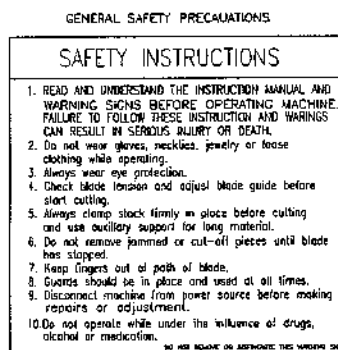 GENERAL SAFETY PRECAUATIONS
SAFETY INSTRUCTIONS
1. READ AND UNDERSTAND THE INSTRUCTION MANUAL AND
WARNING SIGNS BEFORE OPERATING MACHINE.
FAILURE TO FOLLOW THESE INSTRUCTION AND WARINGS
CAN RESULT IN SERIOUS INJURY OR DEATH.
2. Do not wear gloves, neckties, jewelry or loose
clothing while operating.
3. Always wear eye protection.
4. Check blade tension and adjust blade guide before
start cutting.
5. Always clamp stock firmly in place before cutting
and use auxiliary support for long material.
6. Do not remove jammed or cut-off pieces until blade
has stopped.
7. Keep fingers out of path of blade.
8. Guards should be in place and used at all times.
9. Disconnect machine from power source before making
repairs or adjustment.
10.Do not operate while under the influence of drugs,
alcohol or medication.
DO NOT REMOVE OR THIS WARNING